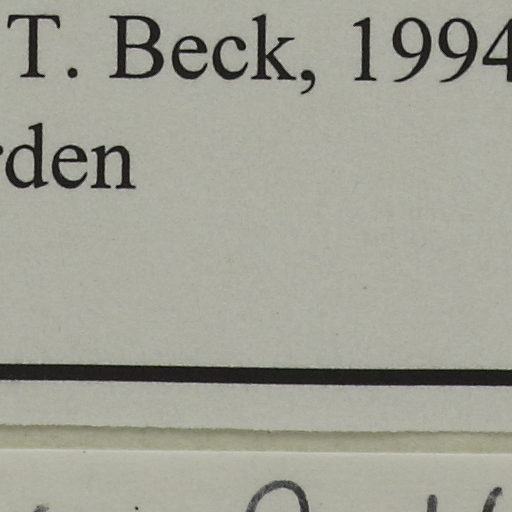 T. Beck, 1994
rden